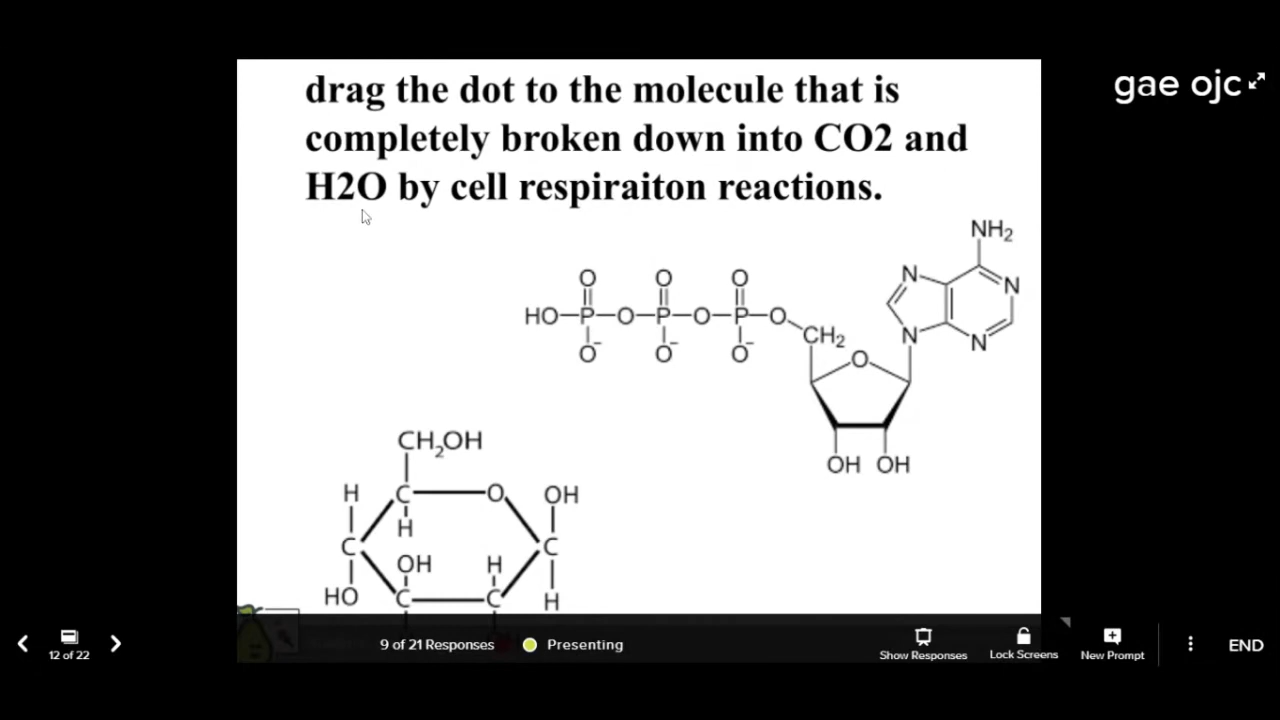 drag the dot to the molecule that is
completely broken down into CO2 and
H2O by cell respiraiton reactions.
gae ojc
NH2
N
N
N
N
O
O
O
HO—P—O—P—O—P—O
O-
O-
O-
CH2
O
OH OH
CH2OH
H
C
O
OH
H
C
C
OH
H
HO
C
C
H
12 of 22
9 of 21 Responses
Presenting
Show Responses
Lock Screens
New Prompt
END